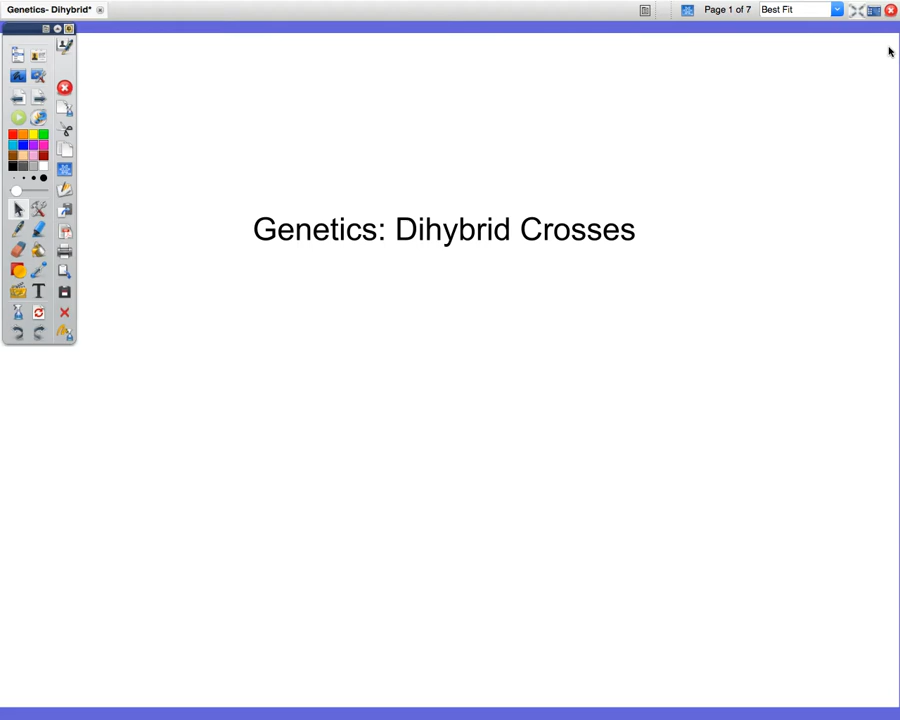 Genetics- Dihybrid*
Page 1 of 7
Best Fit
Genetics: Dihybrid Crosses
T